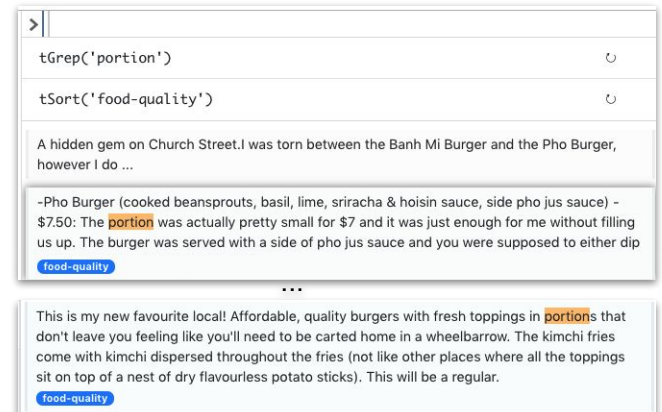 >
tGrep('portion')
tSort('food-quality')
A hidden gem on Church Street.I was torn between the Banh Mi Burger and the Pho Burger,
however I do ...
-Pho Burger (cooked beansprouts, basil, lime, sriracha & hoisin sauce, side pho jus sauce) -
$7.50: The portion was actually pretty small for $7 and it was just enough for me without filling
us up. The burger was served with a side of pho jus sauce and you were supposed to either dip
food-quality
...
This is my new favourite local! Affordable, quality burgers with fresh toppings in portions that
don't leave you feeling like you'll need to be carted home in a wheelbarrow. The kimchi fries
come with kimchi dispersed throughout the fries (not like other places where all the toppings
sit on top of a nest of dry flavourless potato sticks). This will be a regular.
food-quality